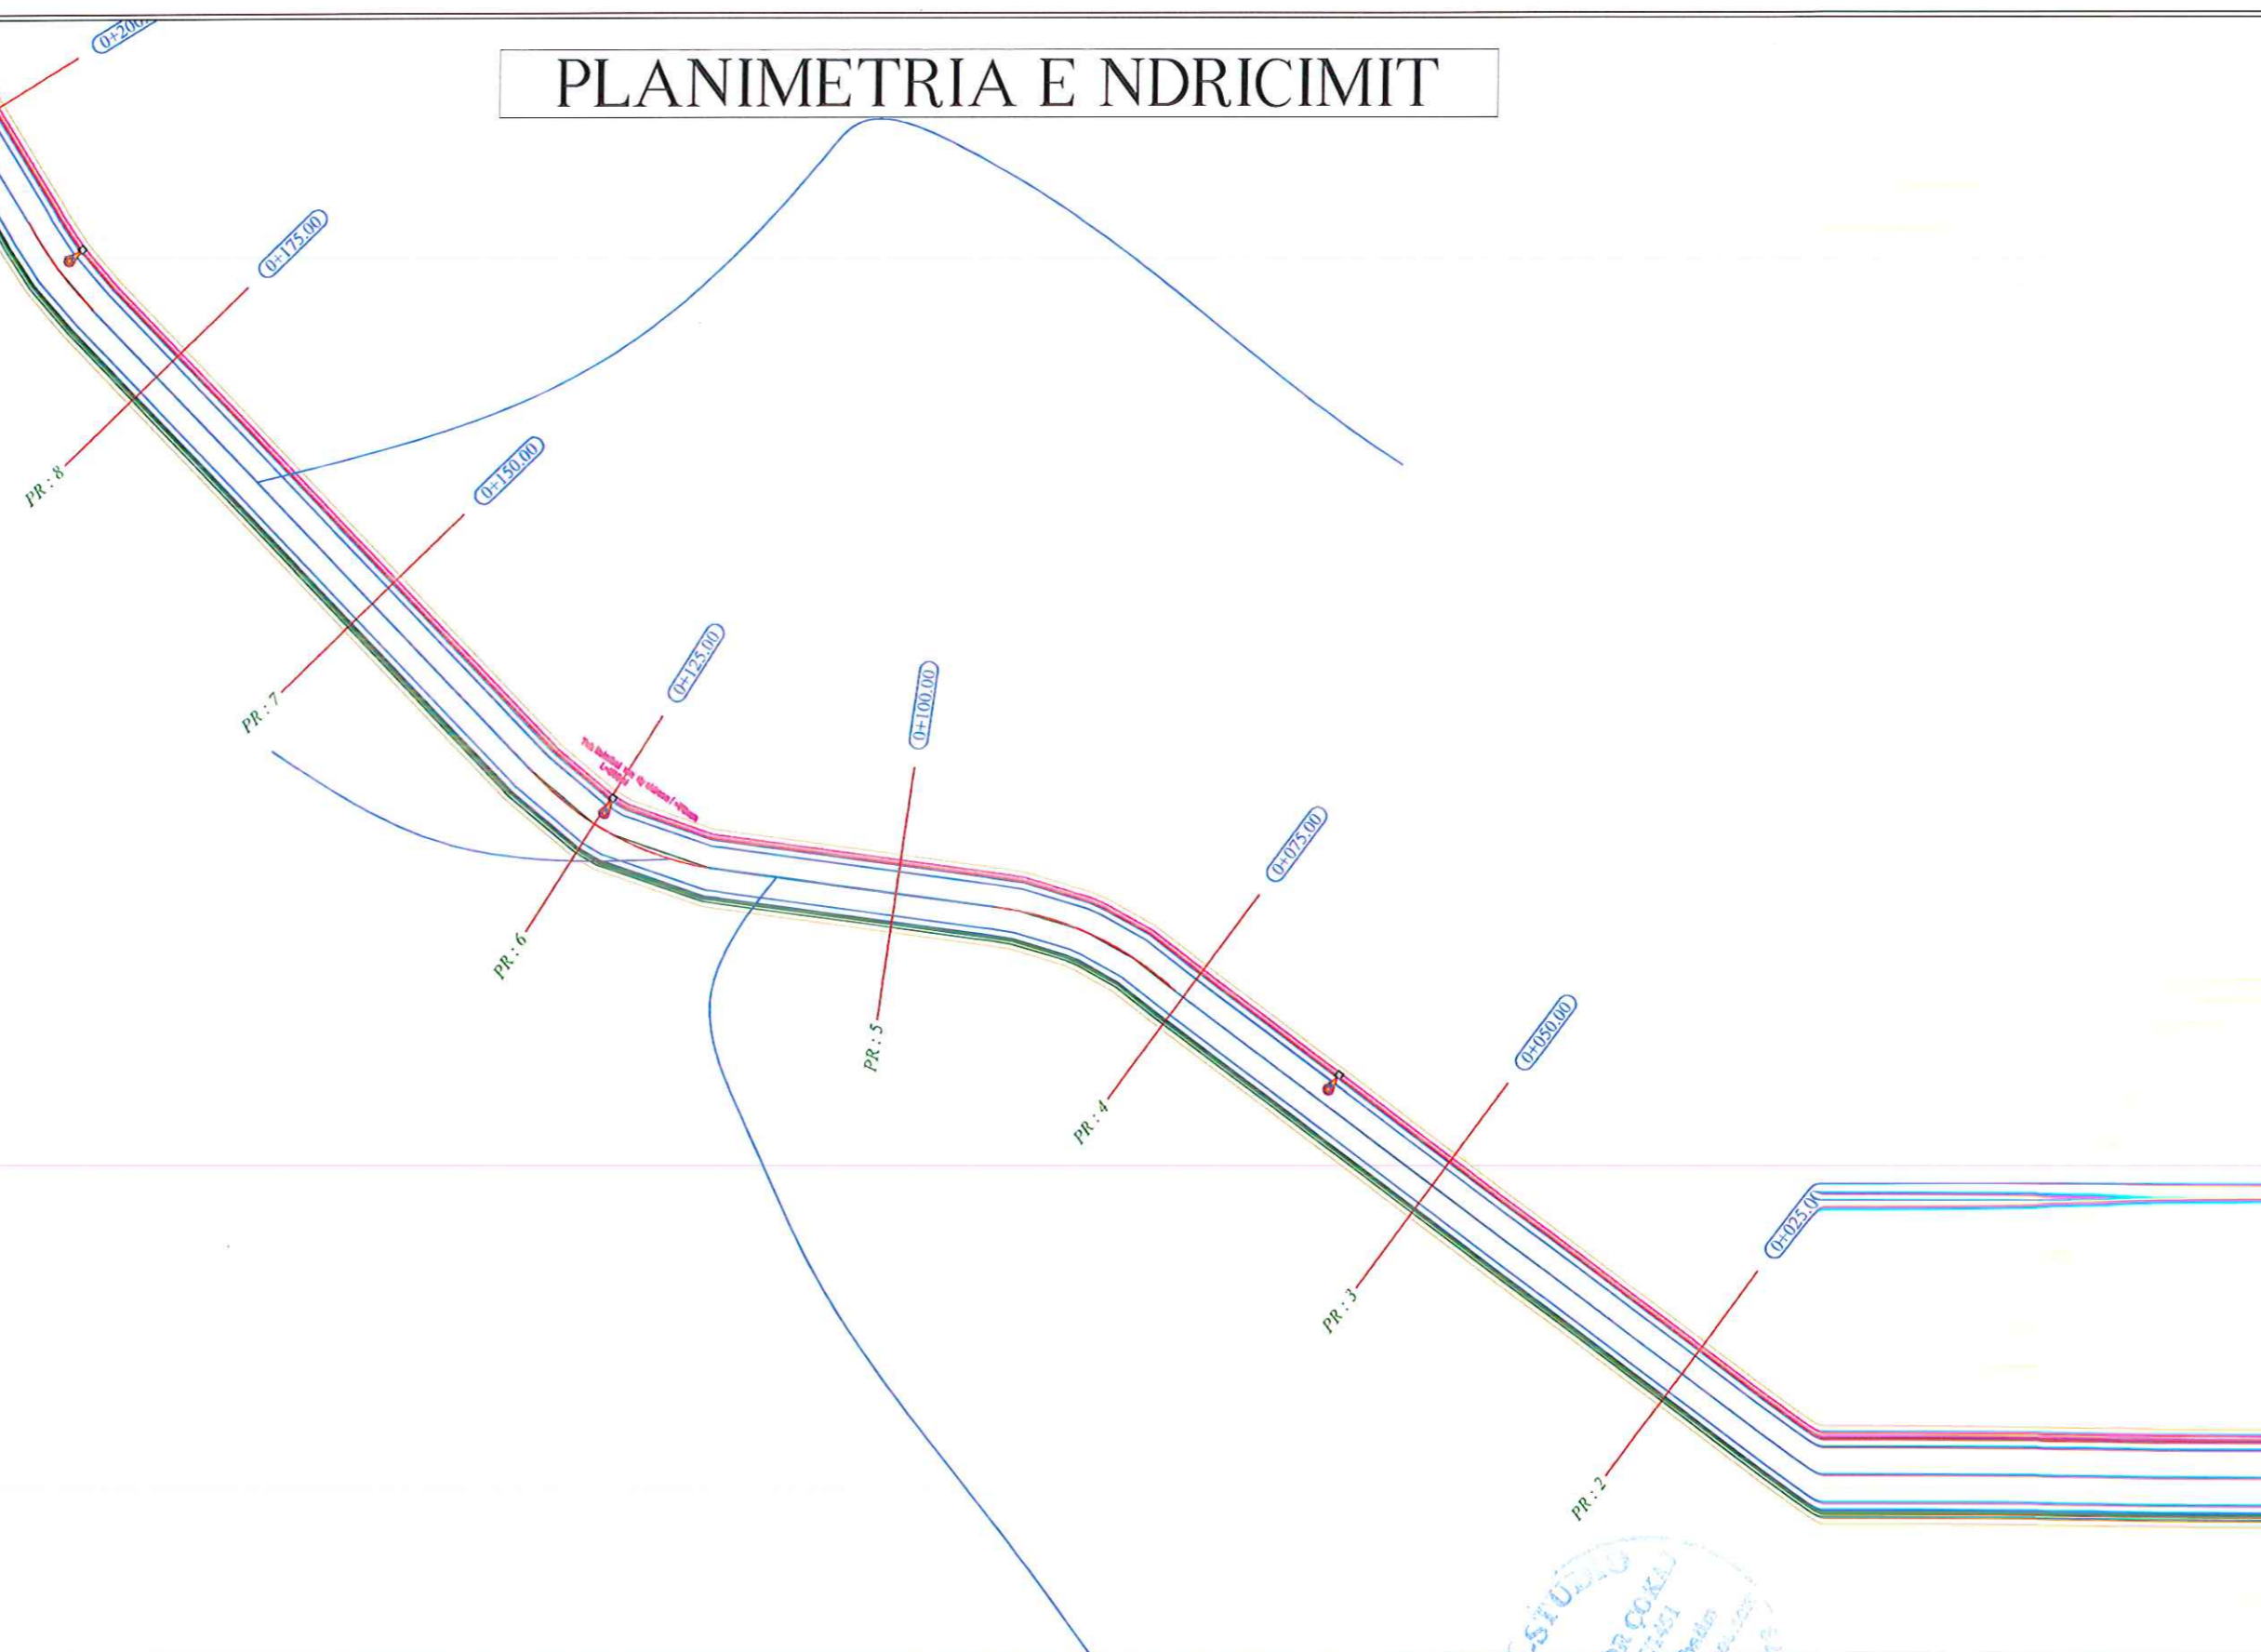 PLANIMETRIA E NDRICIMIT
0+175.00
PR : 8
0+150.00
PR : 7
0+125.00
PR : 6
0+100.00
PR : 5
0+075.00
PR : 4
0+050.00
PR : 3
0+025.00
PR : 2
STUDIO
ÇOKA